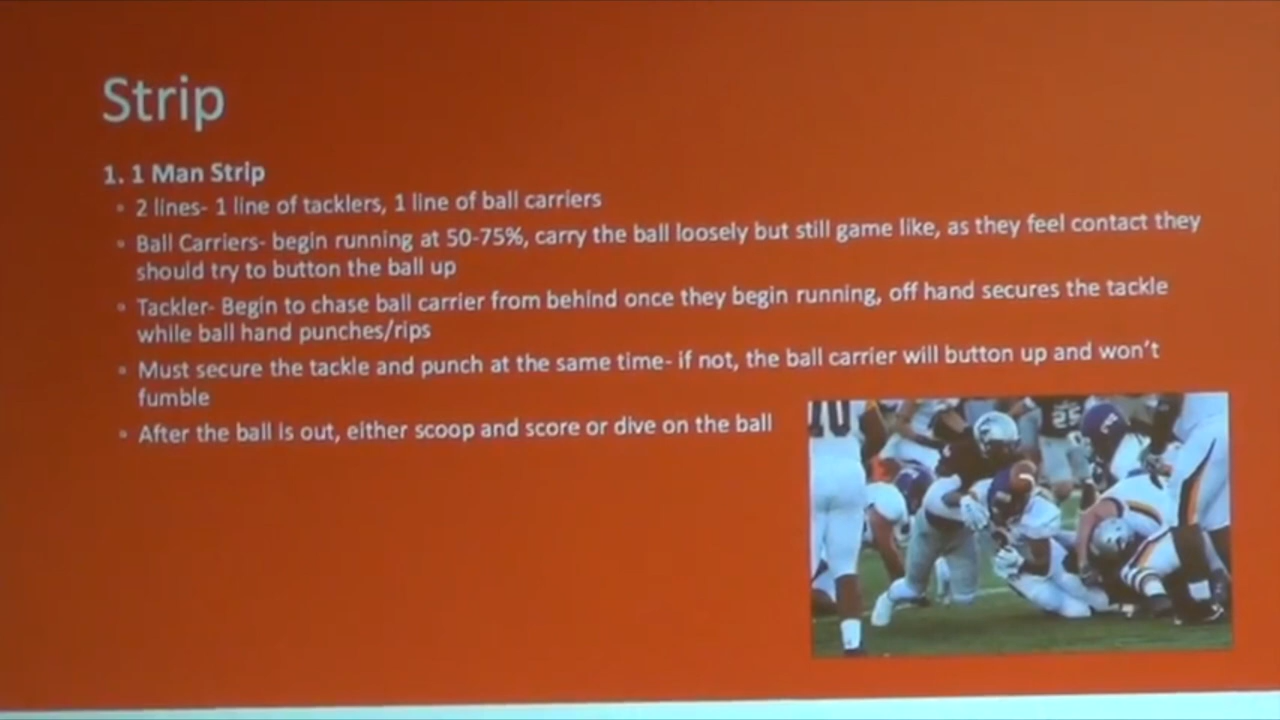 Strip
1. 1 Man Strip
• 2 lines- 1 line of tacklers, 1 line of ball carriers
• Ball Carriers- begin running at 50-75%, carry the ball loosely but still game like, as they feel contact they
should try to button the ball up
• Tackler- Begin to chase ball carrier from behind once they begin running, off hand secures the tackle
while ball hand punches/rips
• Must secure the tackle and punch at the same time- if not, the ball carrier will button up and won't
fumble
• After the ball is out, either scoop and score or dive on the ball
10
25